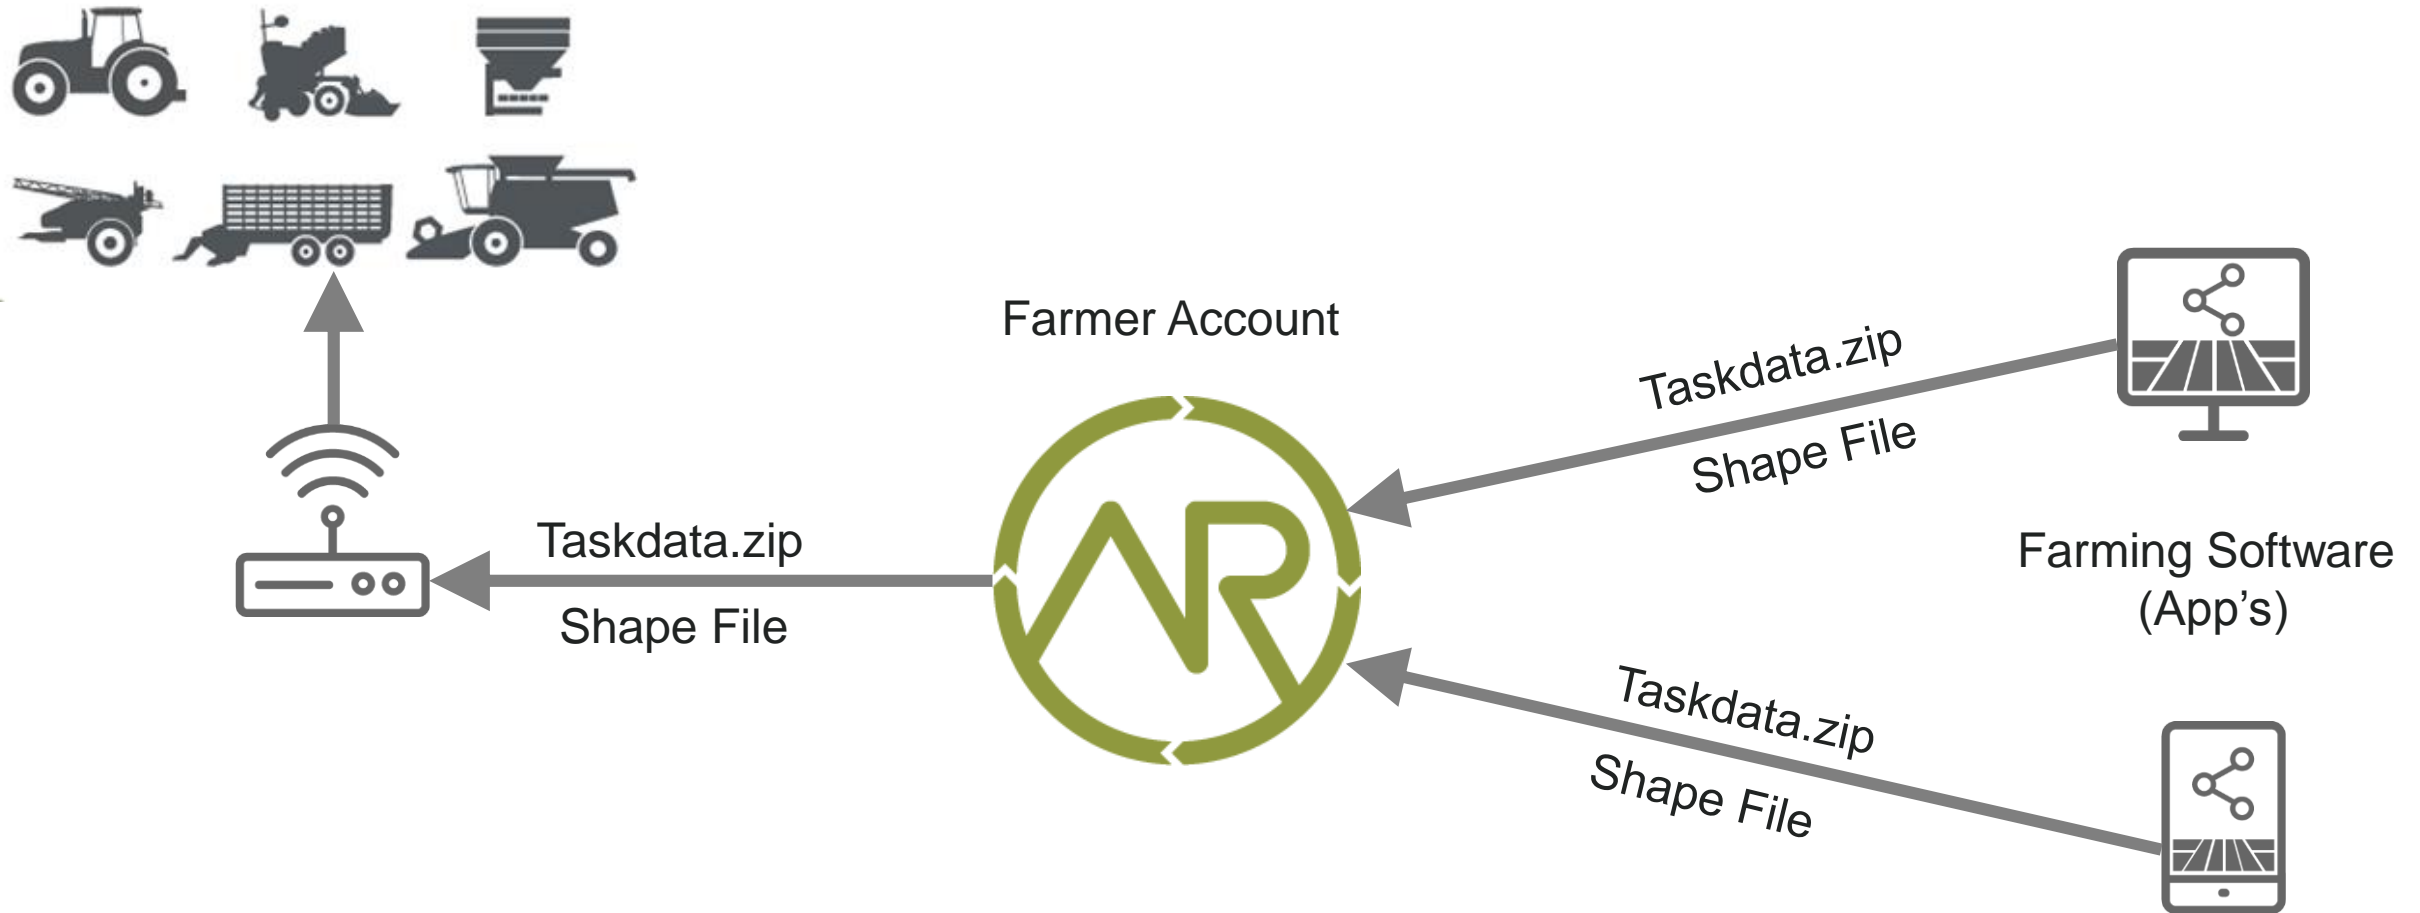 Farmer Account
Taskdata.zip
Shape File
Taskdata.zip
Shape File
Farming Software
(App's)
Taskdata.zip
Shape File